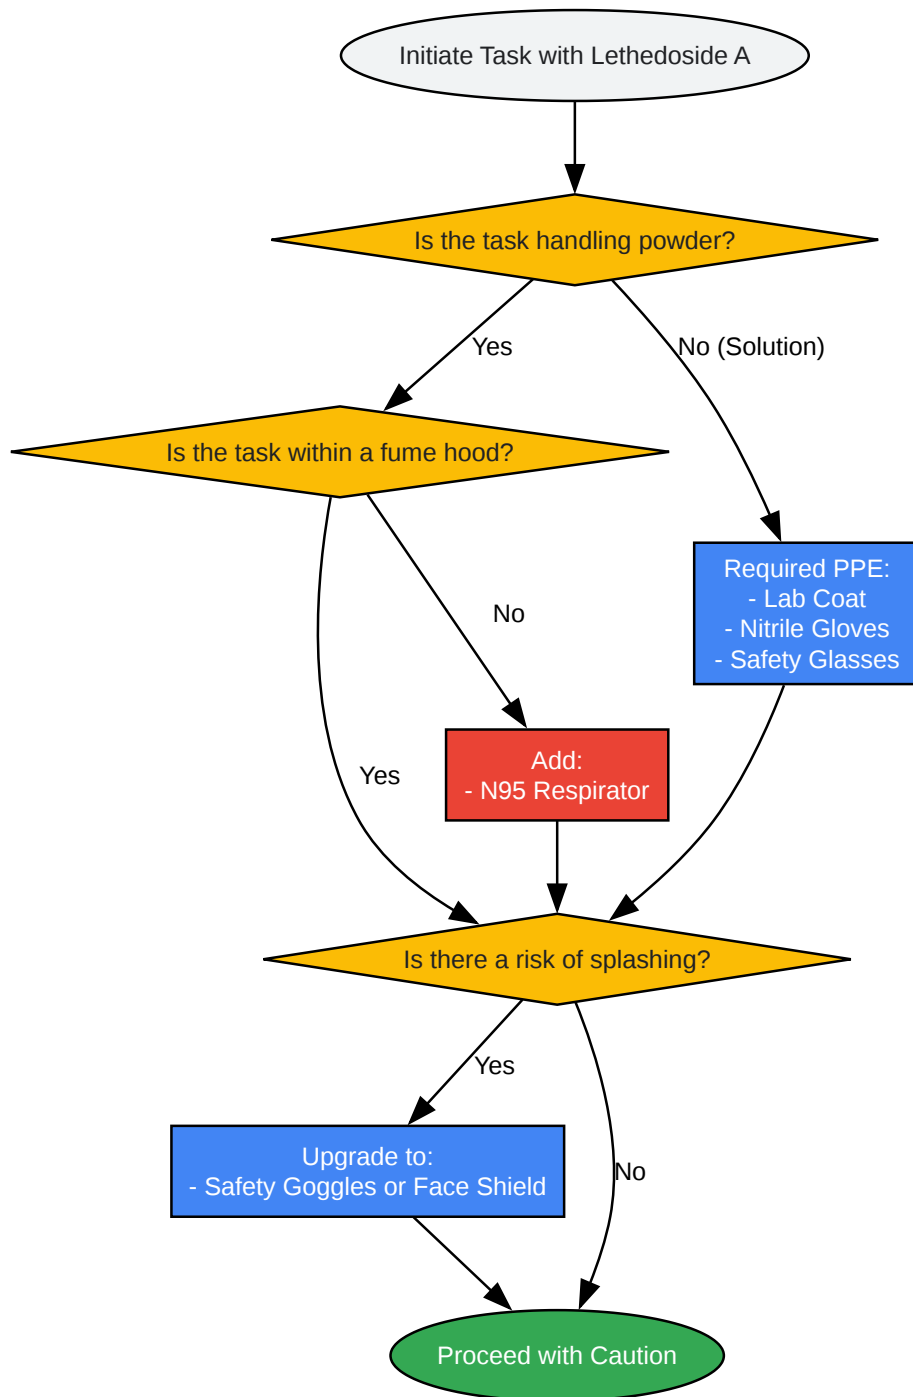 Initiate Task with Lethedoside A
Is the task handling powder?
Yes
No (Solution)
Is the task within a fume hood?
No
Required PPE:
- Lab Coat
- Nitrile Gloves
- Safety Glasses
Yes
Add:
- N95 Respirator
Is there a risk of splashing?
Yes
Upgrade to:
- Safety Goggles or Face Shield
No
Proceed with Caution